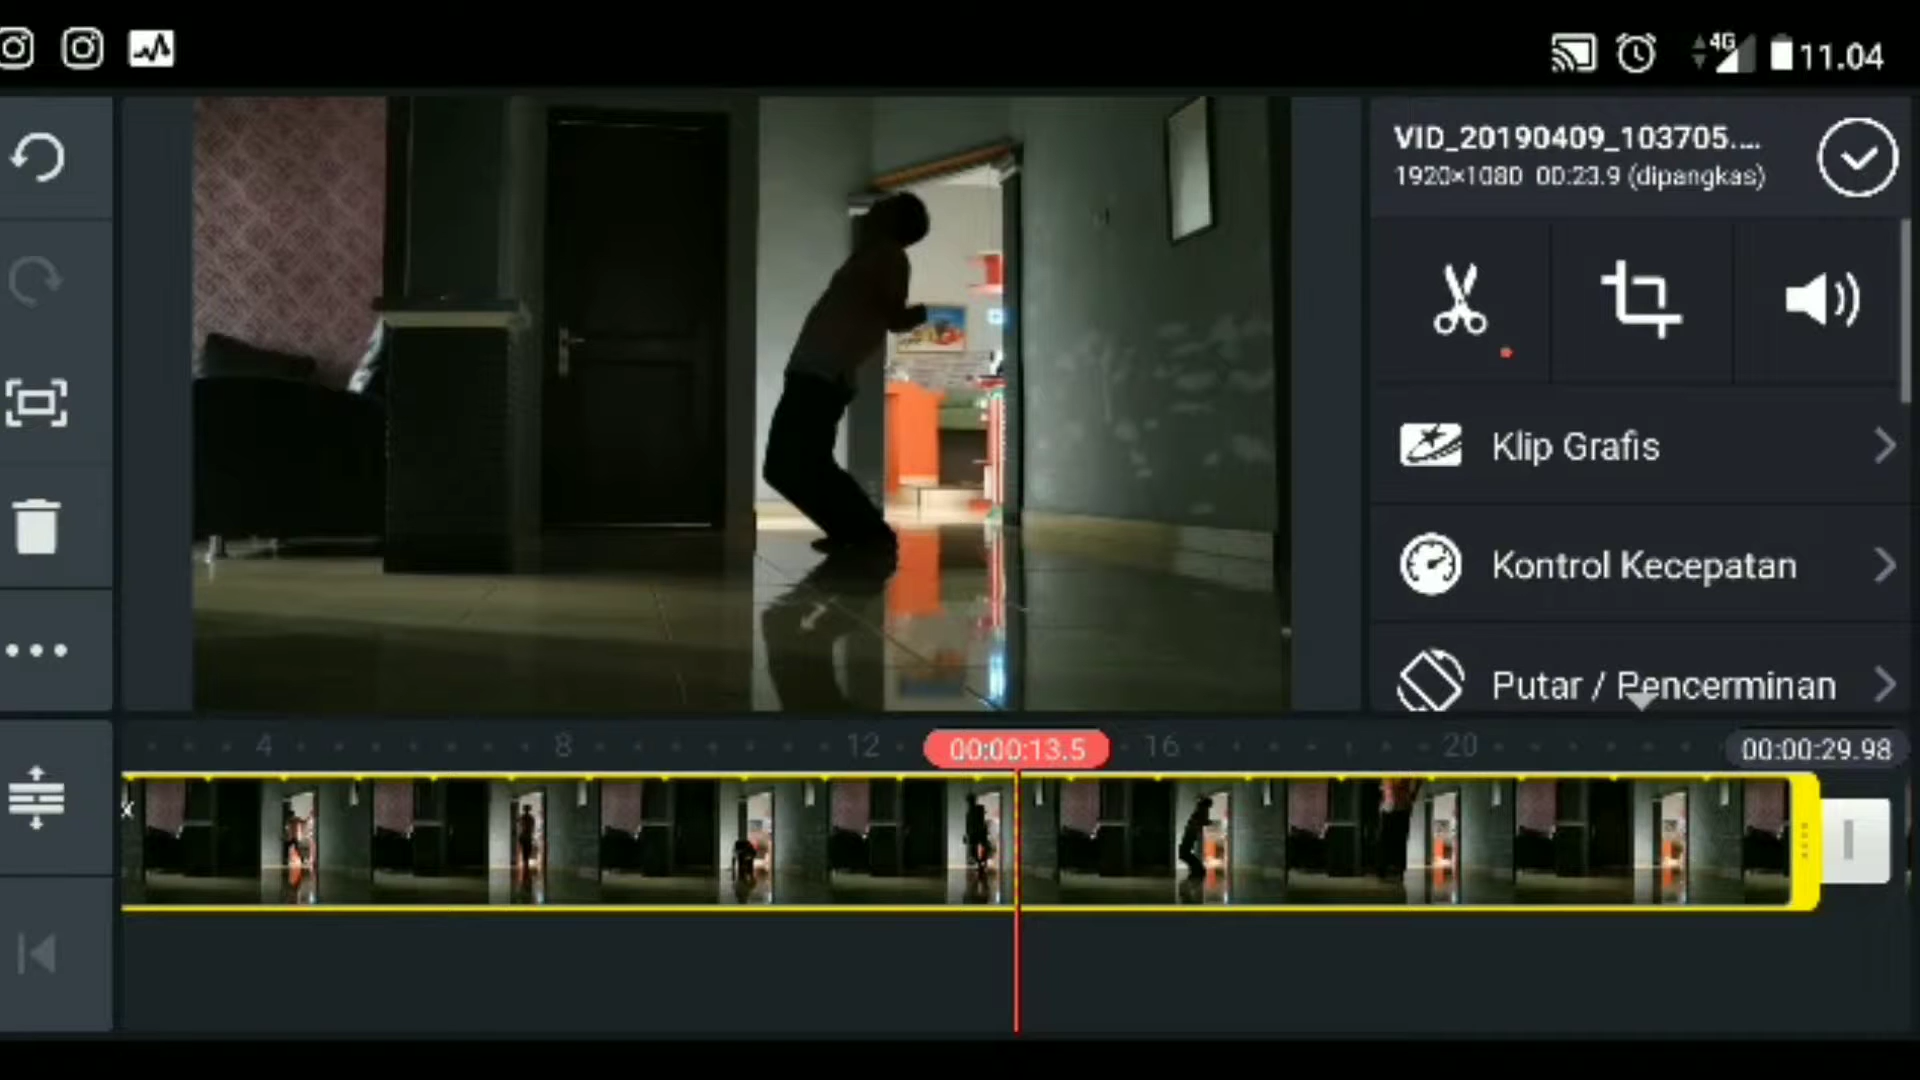 4G 11.04
VID_20190409_103705....
1920×1080 00:23.9 (dipangkas)
Klip Grafis
Kontrol Kecepatan
Putar / Pencerminan
4 8 12 00:00:13.5 16 20 00:00:29.98